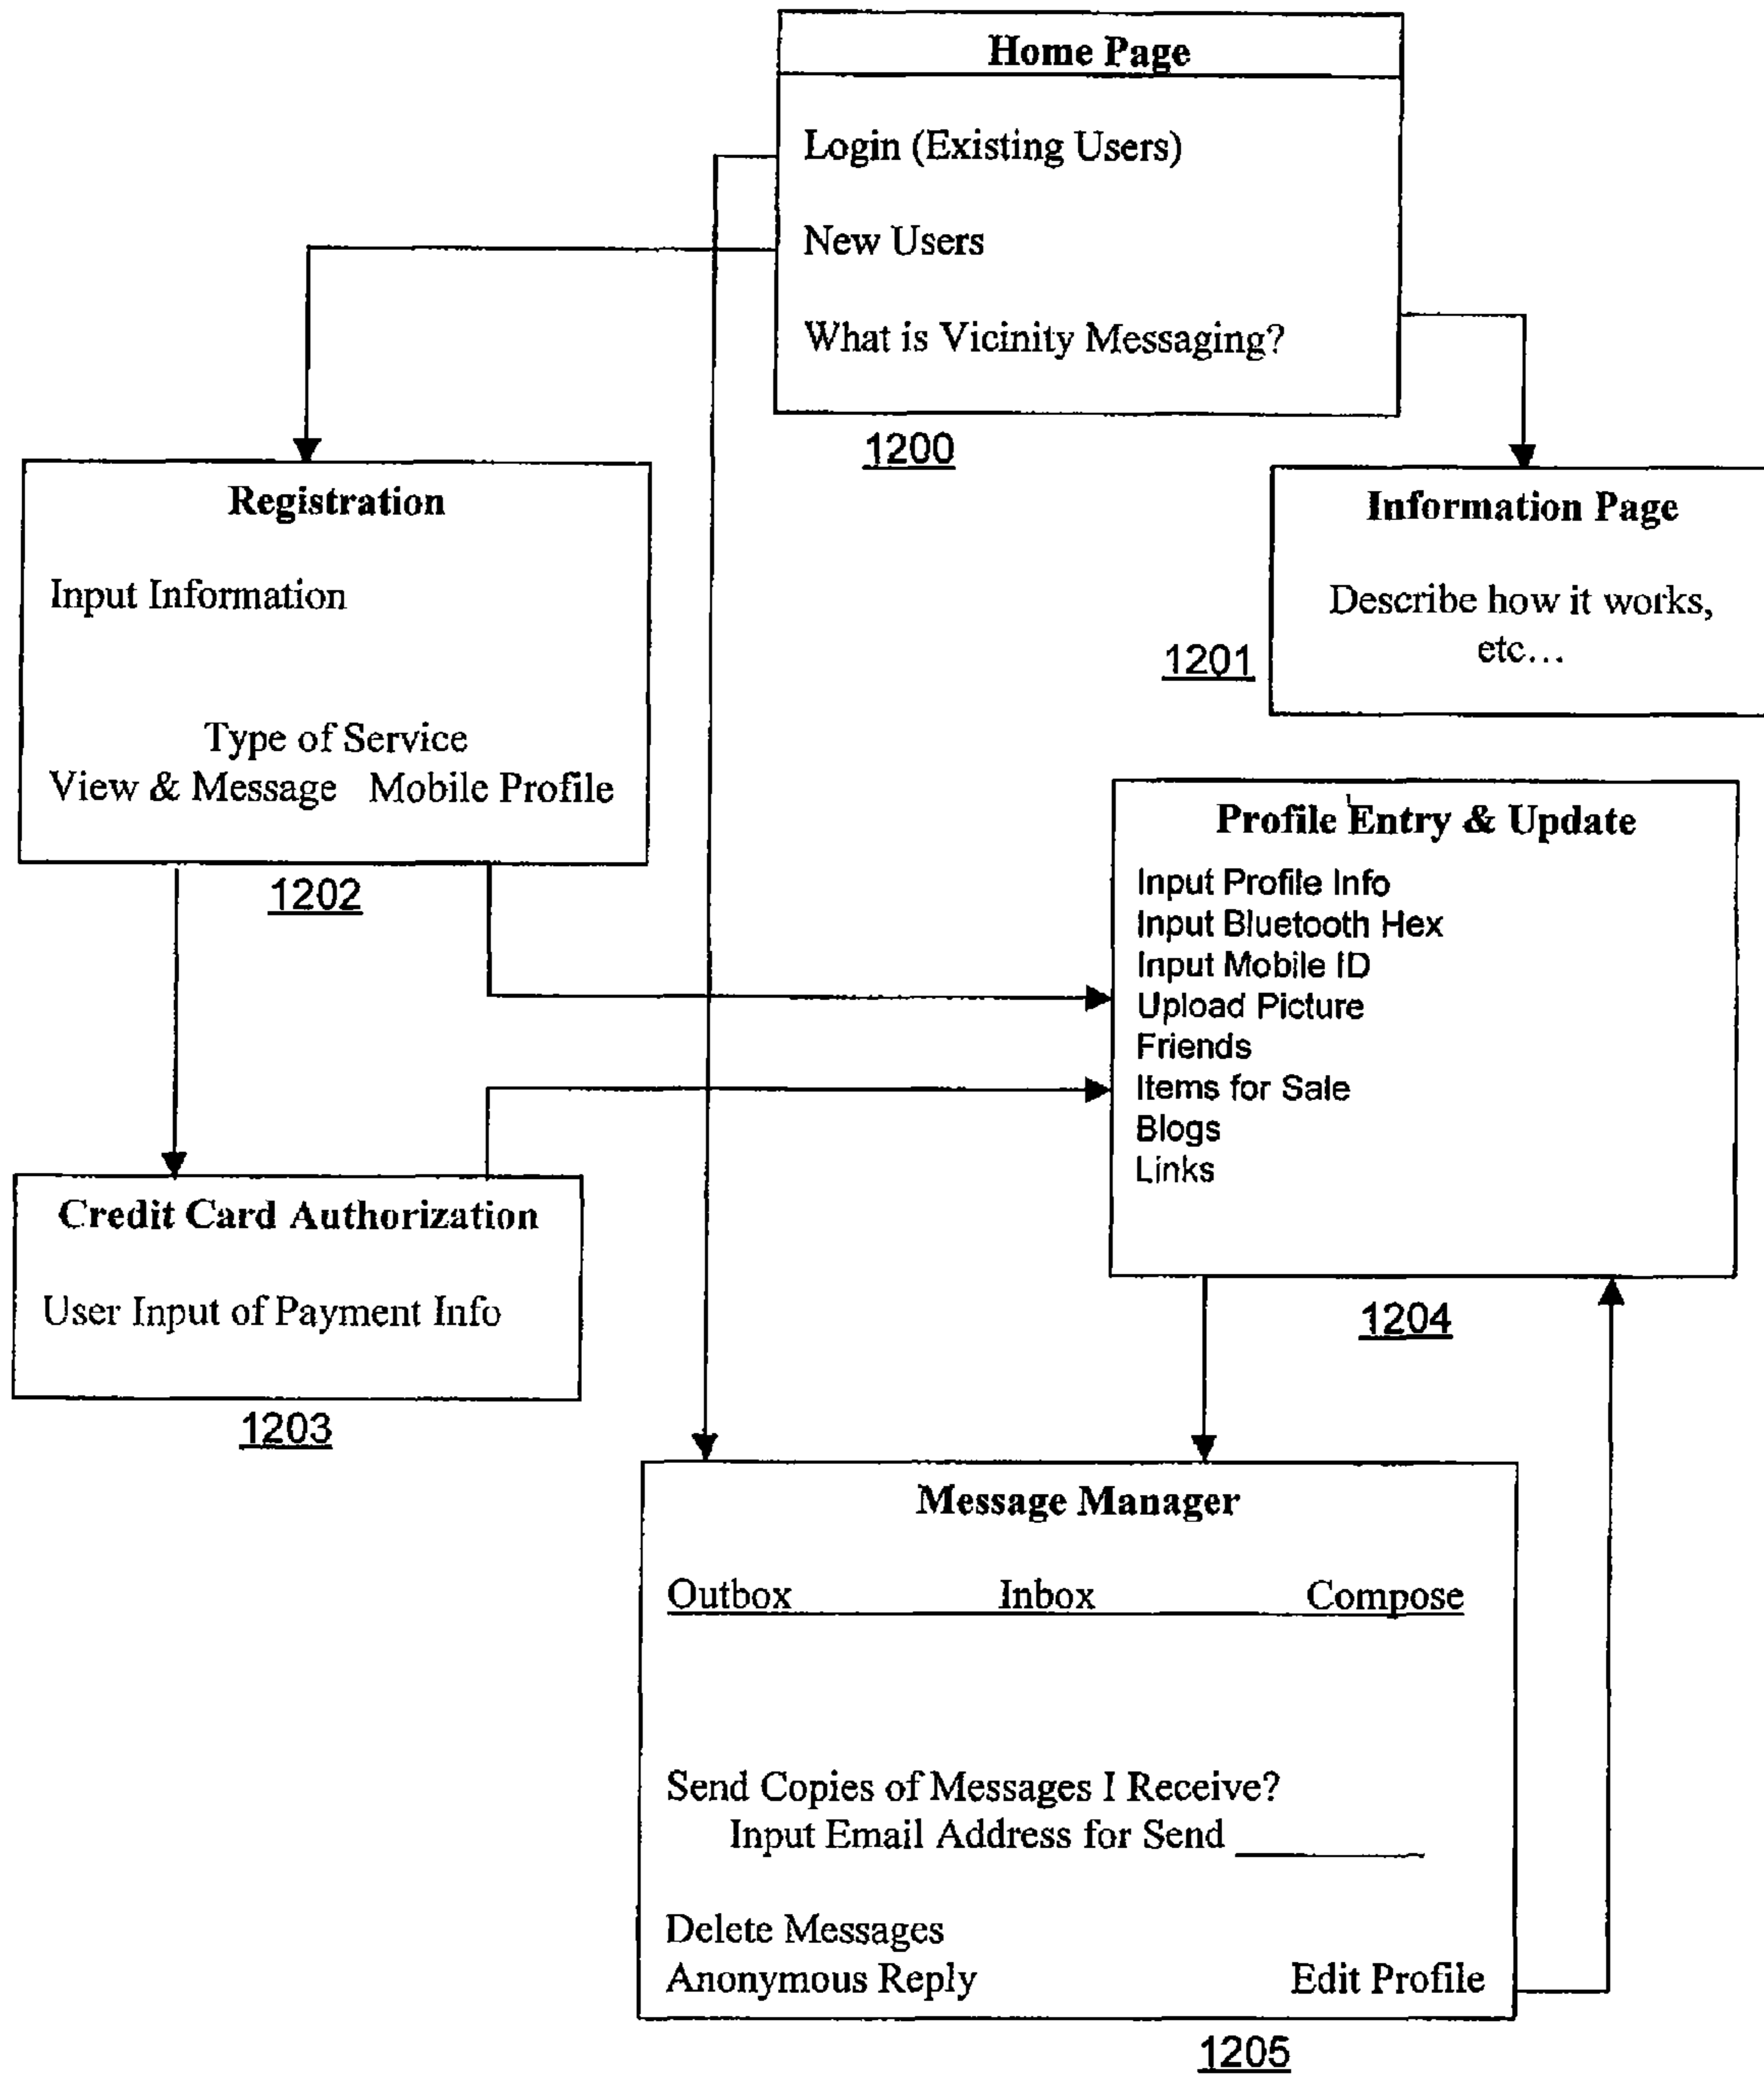 Home Page
Login (Existing Users)
New Users
What is Vicinity Messaging?
1200
Registration
Input Information
Type of Service
View & Message Mobile Profile
1202
Information Page
Describe how it works,
etc...
1201
Profile Entry & Update
Input Profile Info
Input Bluetooth Hex
Input Mobile ID
Upload Picture
Friends
Items for Sale
Blogs
Links
1204
Credit Card Authorization
User Input of Payment Info
1203
Message Manager
Outbox Inbox Compose
Send Copies of Messages I Receive?
Input Email Address for Send ________
Delete Messages
Anonymous Reply Edit Profile
1205